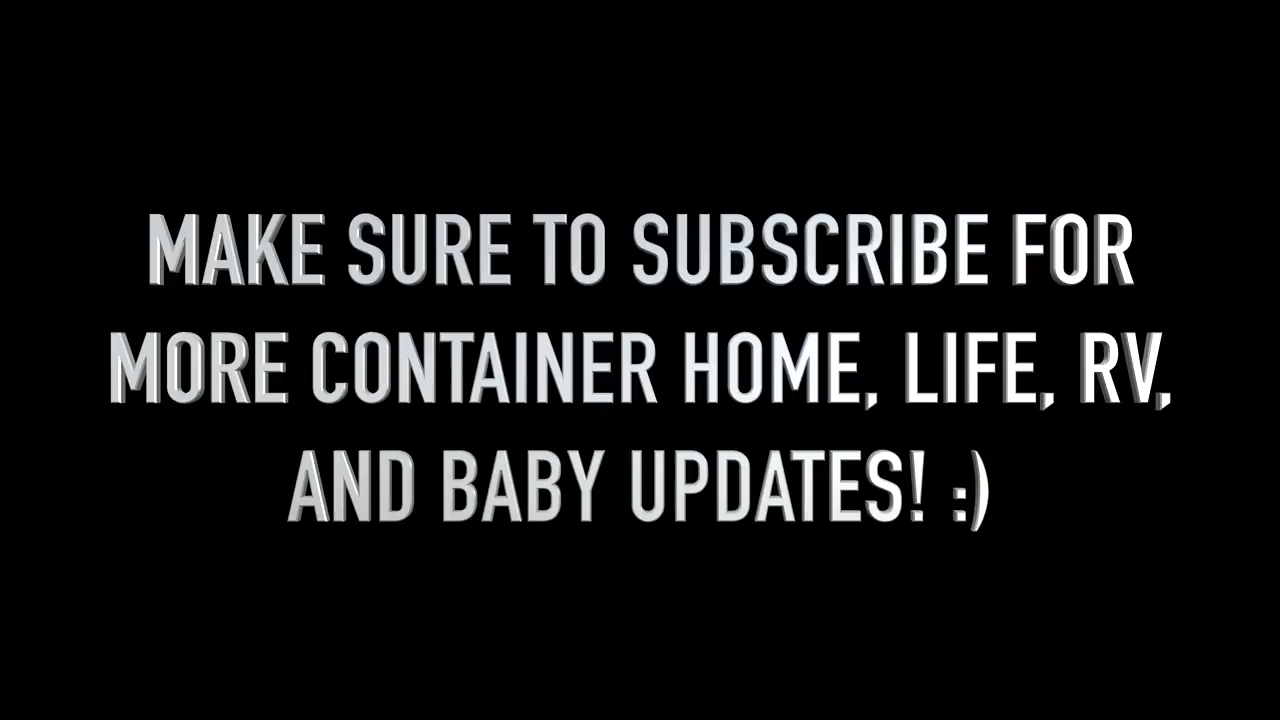 MAKE SURE TO SUBSCRIBE FOR
MORE CONTAINER HOME, LIFE, RV,
AND BABY UPDATES! :)